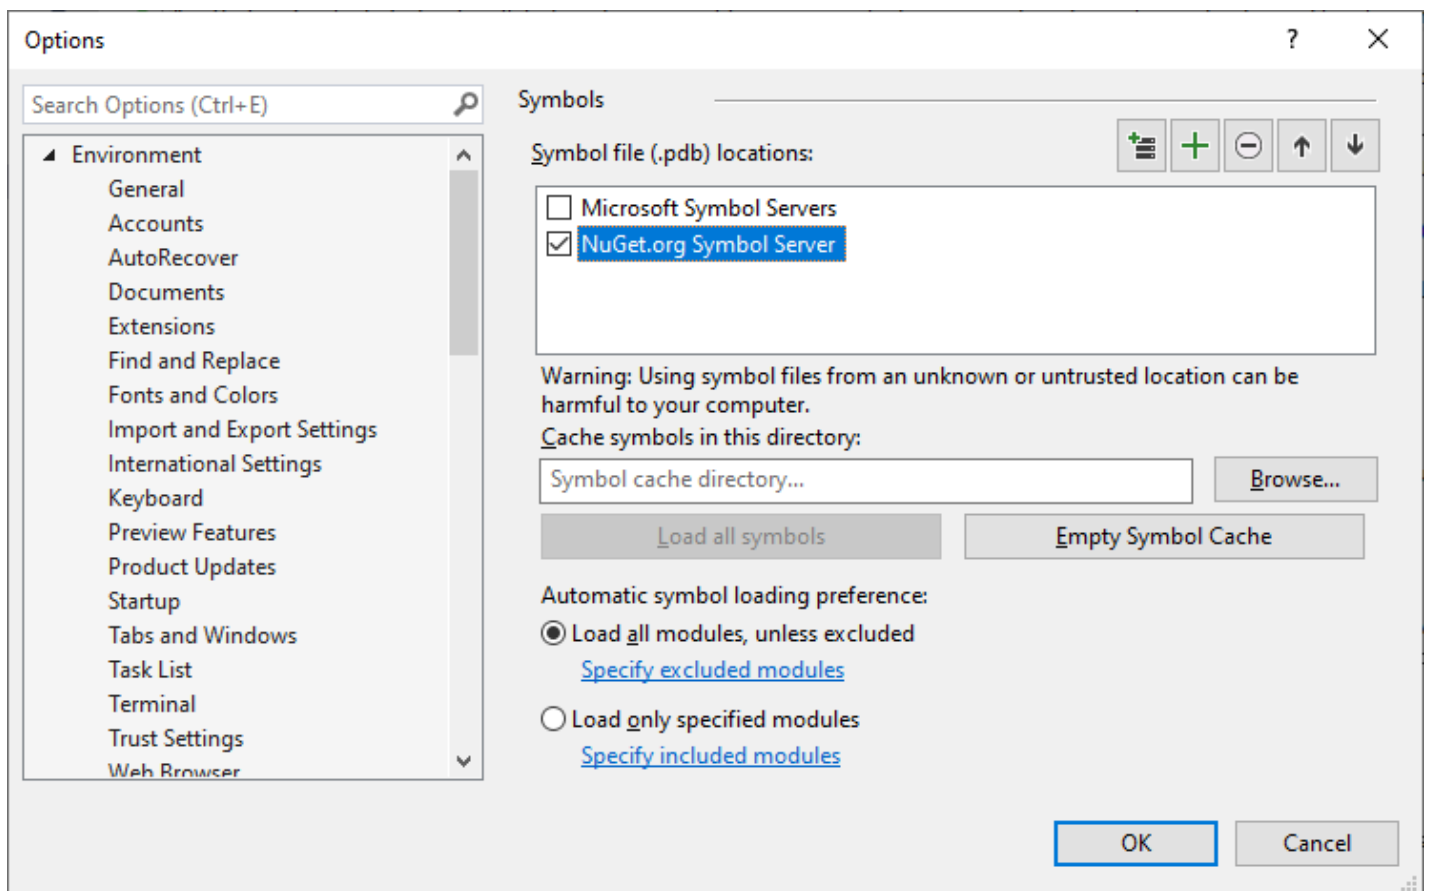 Options
?
Search Options (Ctrl+E)
Environment
General
Accounts
AutoRecover
Documents
Extensions
Find and Replace
Fonts and Colors
Import and Export Settings
International Settings
Keyboard
Preview Features
Product Updates
Startup
Tabs and Windows
Task List
Terminal
Trust Settings
Web Browser
Symbols
Symbol file (.pdb) locations:
Microsoft Symbol Servers
NuGet.org Symbol Server
Warning: Using symbol files from an unknown or untrusted location can be
harmful to your computer.
Cache symbols in this directory:
Symbol cache directory...
Browse...
Load all symbols
Empty Symbol Cache
Automatic symbol loading preference:
Load all modules, unless excluded
Specify excluded modules
Load only specified modules
Specify included modules
OK
Cancel